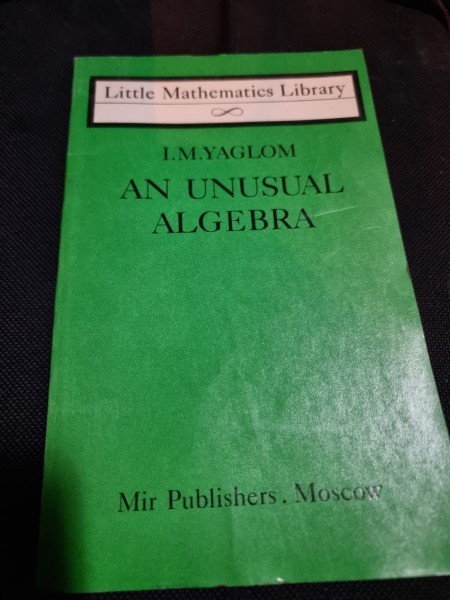 Little Mathematics Library
I.M.YAGLOM
AN UNUSUAL
ALGEBRA
Mir Publishers. Moscow